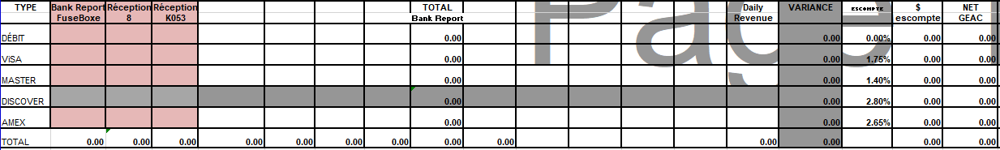 TYPE Bank Report FuseBoxe Réception 8 Réception K053 TOTAL Bank Report Daily Revenue VARIANCE ESCOMPTE $ escompte NET GEAC
DÉBIT 0.00 0.00 0.00% 0.00 0.00
ViSA 0.00 0.00 1.75% 0.00 0.00
MASTER 0.00 0.00 1.40% 0.00 0.00
DISCOVER 0.00 0.00 2.80% 0.00 0.00
AMEX 0.00 0.00 2.65% 0.00 0.00
TOTAL 0.00 0.00 0.00 0.00 0.00 0.00 0.00 0.00 0.00 0.00 0.00 0.00 0.00
Page